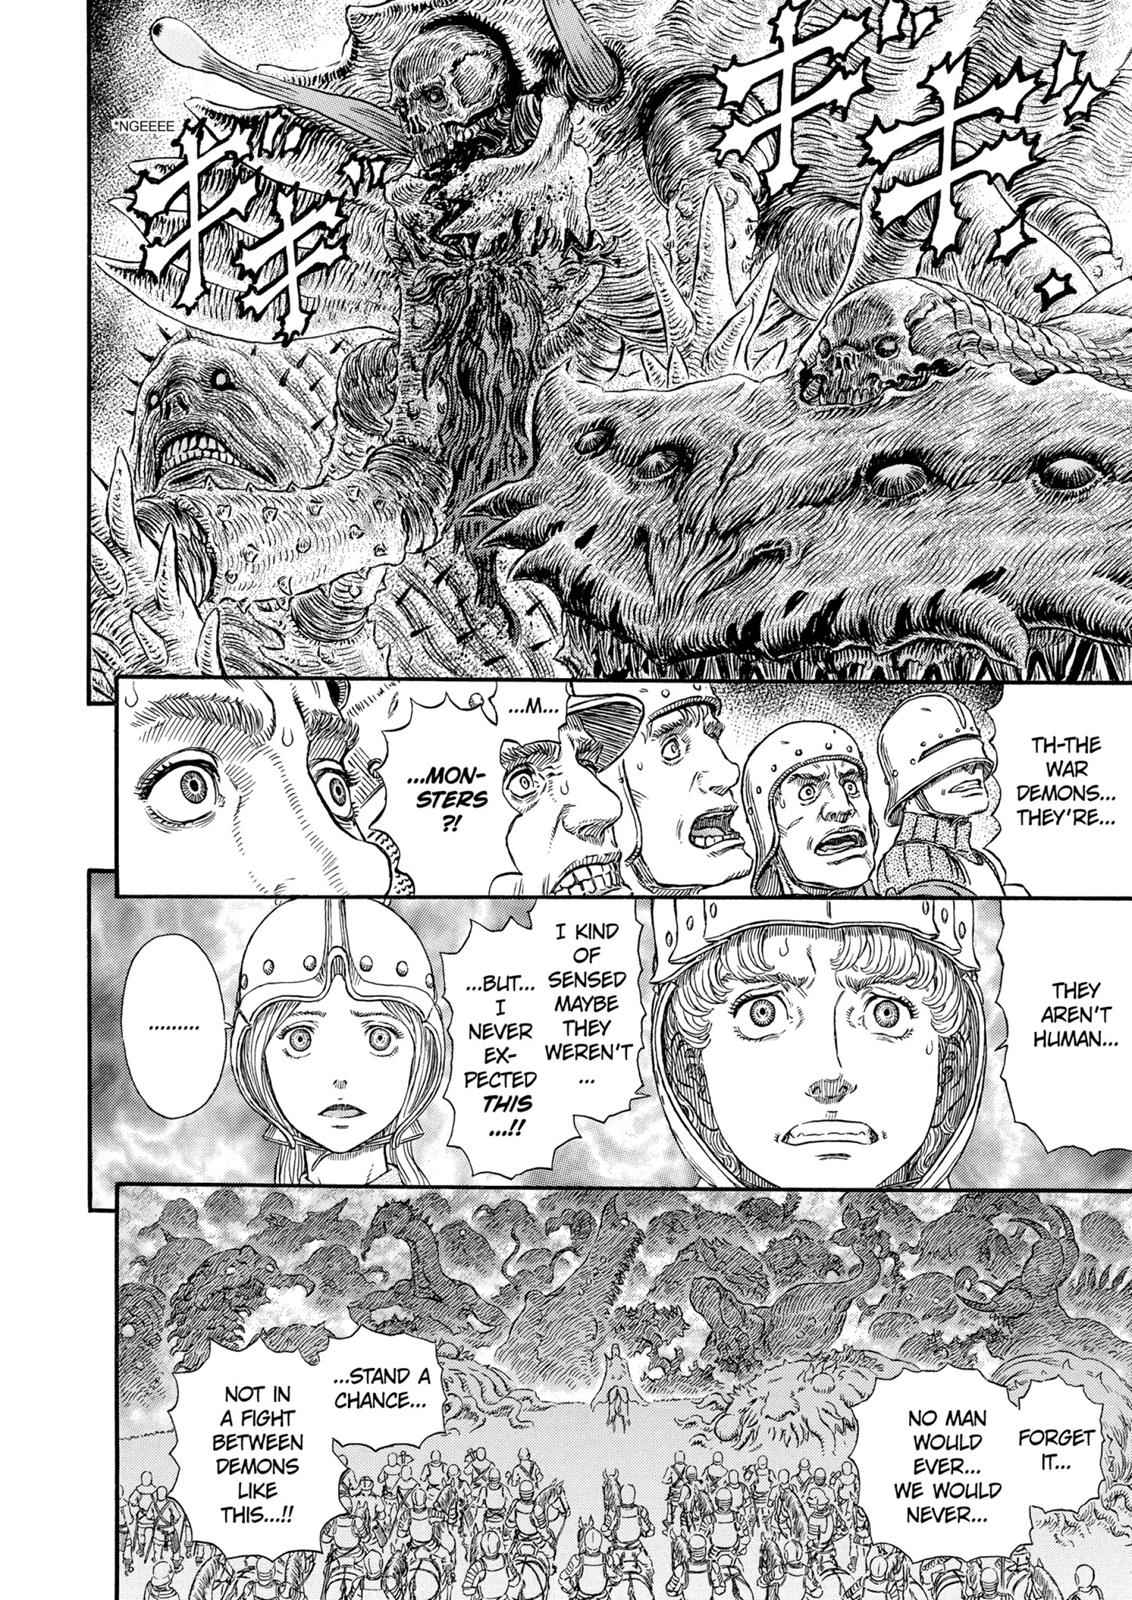 ギギ
ギギ
*NGEEEE
TH-THE
WAR
DEMONS...
THEY'RE...
...M...
...MON-
STERS
?!
THEY
AREN'T
HUMAN...
I KIND
OF
SENSED
MAYBE
THEY
WEREN'T
...
...BUT...
I
NEVER
EX-
PECTED
THIS
...!!
.........
FORGET
IT...
NO MAN
WOULD
EVER...
WE WOULD
NEVER...
...STAND A
CHANCE...
NOT IN
A FIGHT
BETWEEN
DEMONS
LIKE
THIS...!!